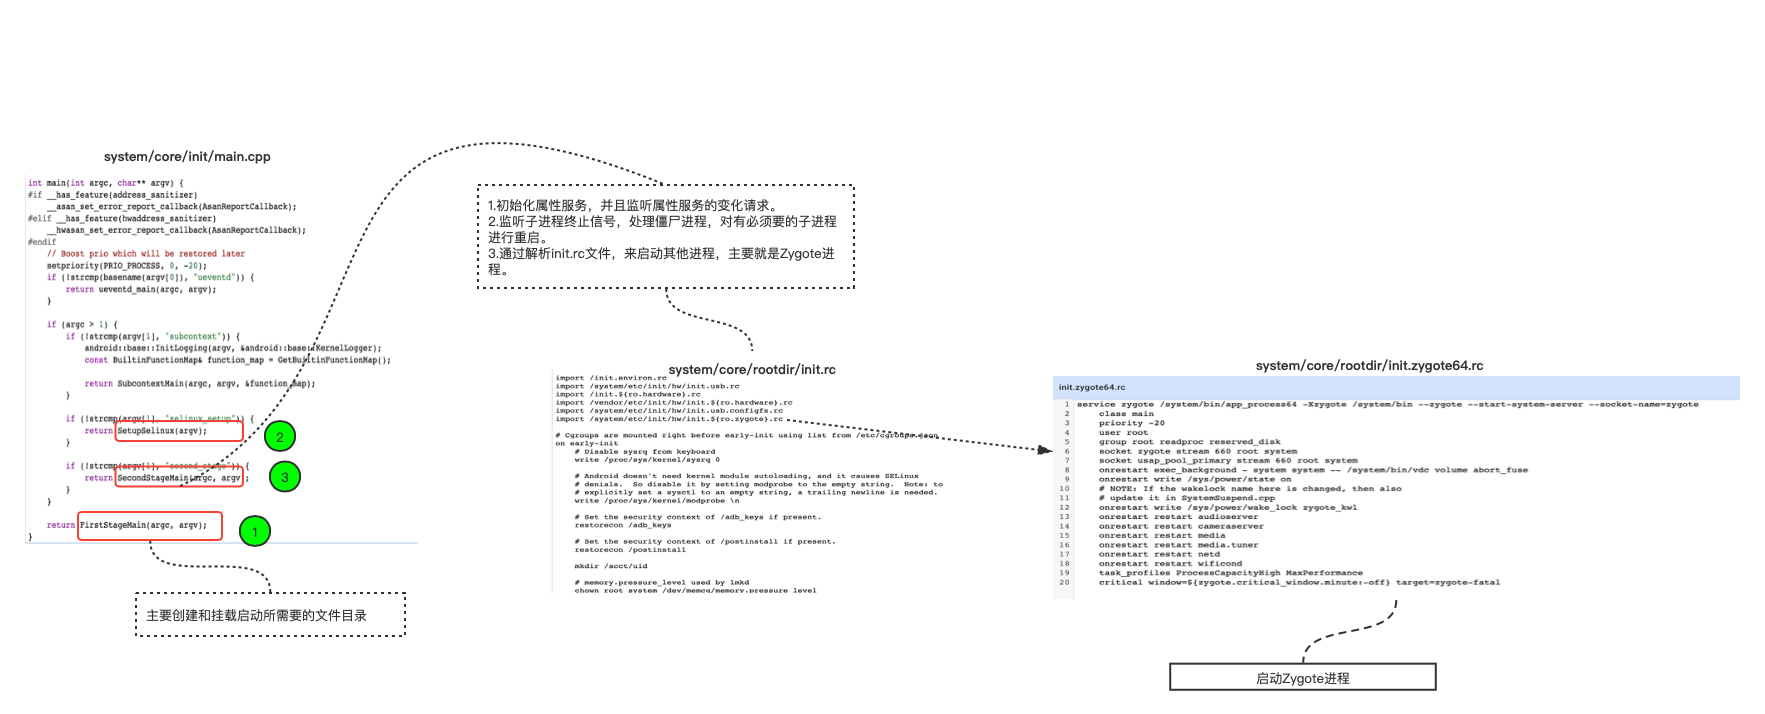 system/core/init/main.cpp
int main(int argc, char** argv) {
#if __has_feature(address_sanitizer)
    __asan_set_error_report_callback(AsanReportCallback);
#elif __has_feature(hwaddress_sanitizer)
    __hwasan_set_error_report_callback(AsanReportCallback);
#endif
    // Boost prio which will be restored later
    setpriority(PRIO_PROCESS, 0, -20);
    if (!strcmp(basename(argv[0]), "ueventd")) {
        return ueventd_main(argc, argv);
    }
    if (argc > 1) {
        if (!strcmp(argv[1], "subcontext")) {
            android::base::InitLogging(argv, &android::base::KernelLogger);
            const BuiltinFunctionMap& function_map = GetBuiltinFunctionMap();
            return SubcontextMain(argc, argv, &function_map);
        }
        if (!strcmp(argv[1], "selinux_setup")) {
            return SetupSelinux(argv);
        }
        if (!strcmp(argv[1], "second_stage")) {
            return SecondStageMain(argc, argv);
        }
    }
    return FirstStageMain(argc, argv);
}
2
3
1
主要创建和挂载启动所需要的文件目录
1.初始化属性服务，并且监听属性服务的变化请求。
2.监听子进程终止信号，处理僵尸进程，对有必须要的子进程
进行重启。
3.通过解析init.rc文件，来启动其他进程，主要就是Zygote进
程。
system/core/rootdir/init.rc
import /init.environ.rc
import /system/etc/init/hw/init.usb.rc
import /init.${ro.hardware}.rc
import /vendor/etc/init/hw/init.${ro.hardware}.rc
import /system/etc/init/hw/init.usb.configfs.rc
import /system/etc/init/hw/init.${ro.zygote}.rc
# Cgroups are mounted right before early-init using list from /etc/cgroups.json
on early-init
    # Disable sysrq from keyboard
    write /proc/sys/kernel/sysrq 0
    # Android doesn't need kernel module autoloading, and it causes SELinux
    # denials.  So disable it by setting modprobe to the empty string.  Note: to
    # explicitly set a sysctl to an empty string, a trailing newline is needed.
    write /proc/sys/kernel/modprobe \n
    # Set the security context of /adb_keys if present.
    restorecon /adb_keys
    # Set the security context of /postinstall if present.
    restorecon /postinstall
    mkdir /acct/uid
    # memory.pressure_level used by lmkd
    chown root system /dev/memcg/memory.pressure_level
system/core/rootdir/init.zygote64.rc
init.zygote64.rc
1 service zygote /system/bin/app_process64 -Xzygote /system/bin --zygote --start-system-server --socket-name=zygote
2     class main
3     priority -20
4     user root
5     group root readproc reserved_disk
6     socket zygote stream 660 root system
7     socket usap_pool_primary stream 660 root system
8     onrestart exec_background - system system -- /system/bin/vdc volume abort_fuse
9     onrestart write /sys/power/state on
10     # NOTE: If the wakelock name here is changed, then also
11     # update it in SystemSuspend.cpp
12     onrestart write /sys/power/wake_lock zygote_kwl
13     onrestart restart audioserver
14     onrestart restart cameraserver
15     onrestart restart media
16     onrestart restart media.tuner
17     onrestart restart netd
18     onrestart restart wificond
19     task_profiles ProcessCapacityHigh MaxPerformance
20     critical window=${zygote.critical_window.minute:-off} target=zygote-fatal
启动Zygote进程